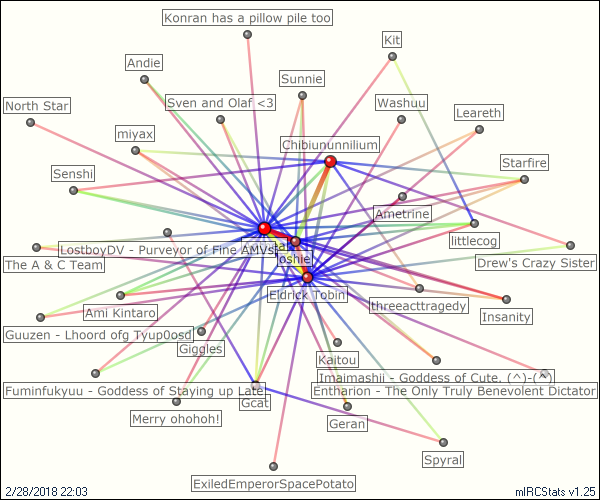 Konran has a pillow pile too
Kit
Andie
Sunnie
Sven and Olaf <3
Washuu
North Star
Leareth
miyax
Chibiununnilium
Starfire
Senshi
Ametrine
littlecog
LostboyDV - Purveyor of Fine AMVs
Joshie
Drew's Crazy Sister
The A & C Team
Eldrick Tobin
threeacttragedy
Insanity
Ami Kintaro
Guuzen - Lhoord ofg Tyup0osd
Giggles
Kaitou
Imaimashii - Goddess of Cute. (^)-(^)
Fuminfukyuu - Goddess of Staying up Late
Entharion - The Only Truly Benevolent Dictator
Gcat
Merry ohohoh!
Geran
Spyral
ExiledEmperorSpacePotato
2/28/2018 22:03
mIRCStats v1.25